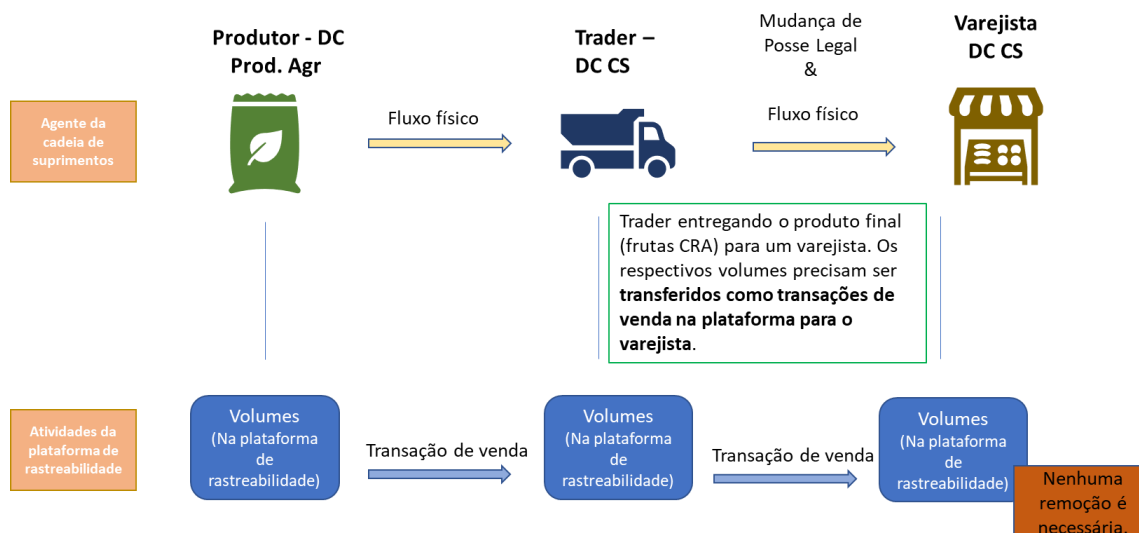 Produtor - DC
Prod. Agr
Trader –
DC CS
Mudança de
Posse Legal
&
Varejista
DC CS
Agente da
cadeia de
suprimentos
Fluxo físico
Fluxo físico
Trader entregando o produto final
(frutas CRA) para um varejista. Os
respectivos volumes precisam ser
transferidos como transações de
venda na plataforma para o
varejista.
Atividades da
plataforma de
rastreabilidade
Volumes
(Na plataforma
de
rastreabilidade)
Transação de venda
Volumes
(Na plataforma
de
rastreabilidade)
Transação de venda
Volumes
(Na plataforma
de
rastreabilidade)
Nenhuma
remoção é
necessária.